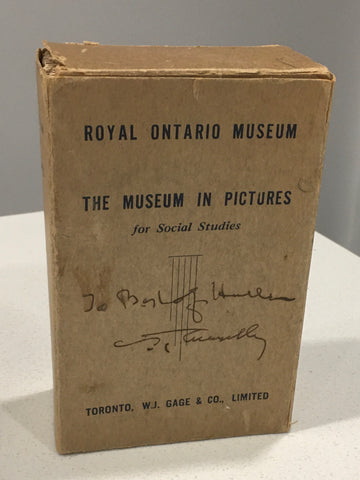 ROYAL ONTARIO MUSEUM
THE MUSEUM IN PICTURES
for Social Studies
To
TORONTO, W.J. GAGE & CO., LIMITED